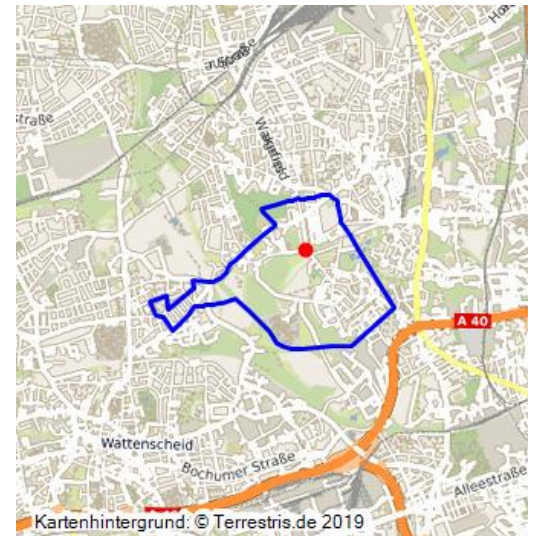 straße
A 40
Wattenscheid
Bochumer Straße
Alleestraße
Kartenhintergrund: © Terrestris.de 2019